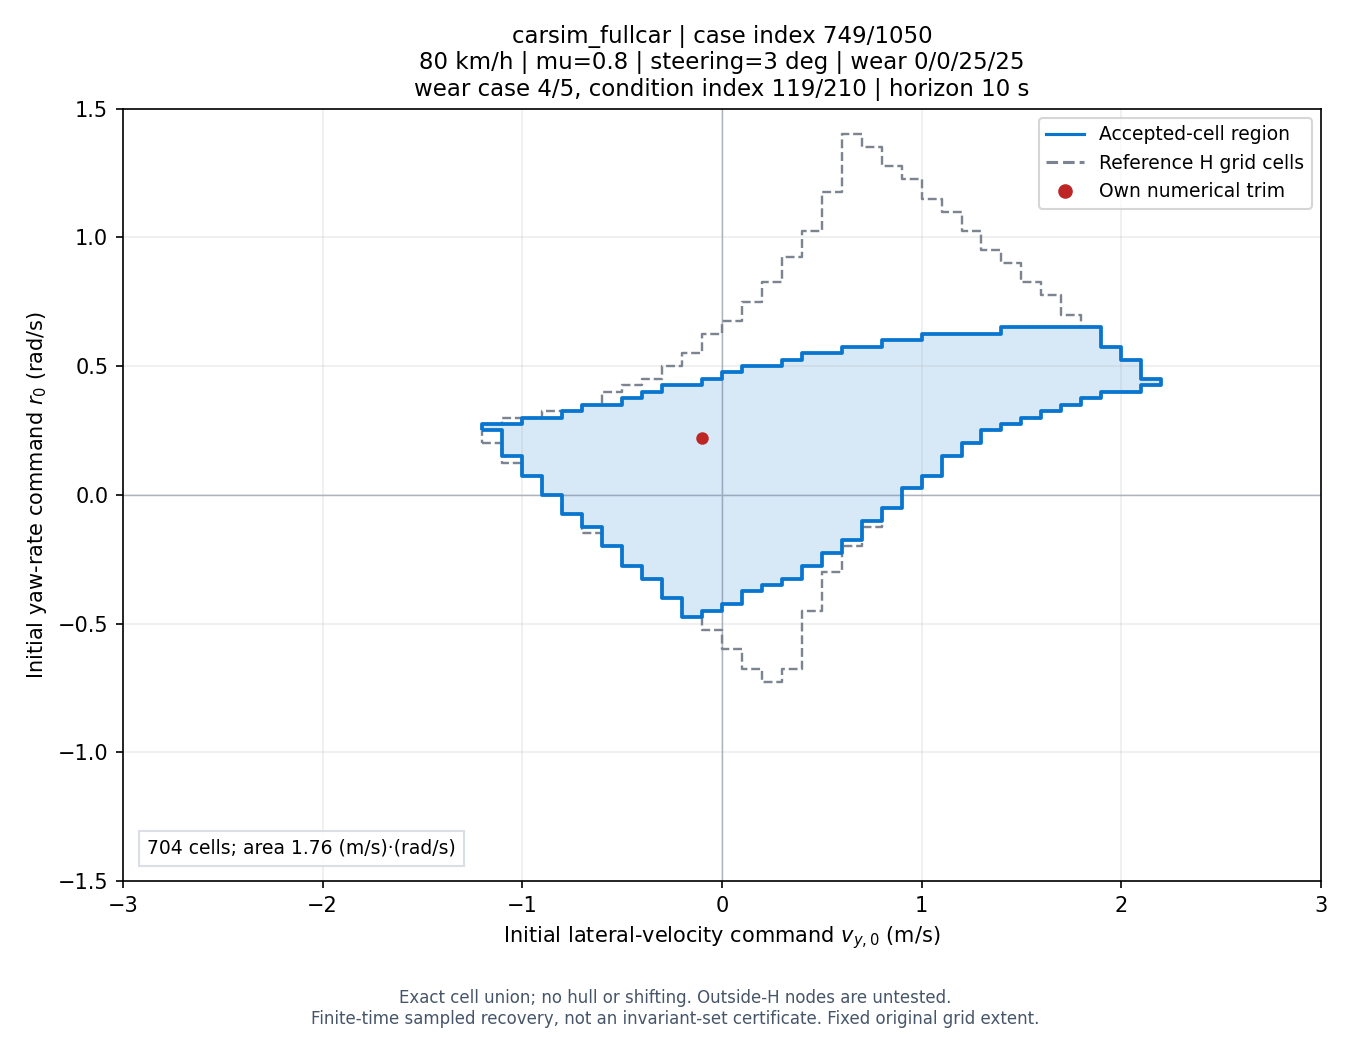 carsim_fullcar | case index 749/1050
80 km/h | mu=0.8 | steering=3 deg | wear 0/0/25/25
wear case 4/5, condition index 119/210 | horizon 10 s
1.5
1.0
0.5
0.0
−0.5
−1.0
−1.5
Initial yaw-rate command r₀ (rad/s)
Accepted-cell region
Reference H grid cells
Own numerical trim
704 cells; area 1.76 (m/s)·(rad/s)
−3
−2
−1
0
1
2
3
Initial lateral-velocity command v_{y,0} (m/s)
Exact cell union; no hull or shifting. Outside-H nodes are untested.
Finite-time sampled recovery, not an invariant-set certificate. Fixed original grid extent.